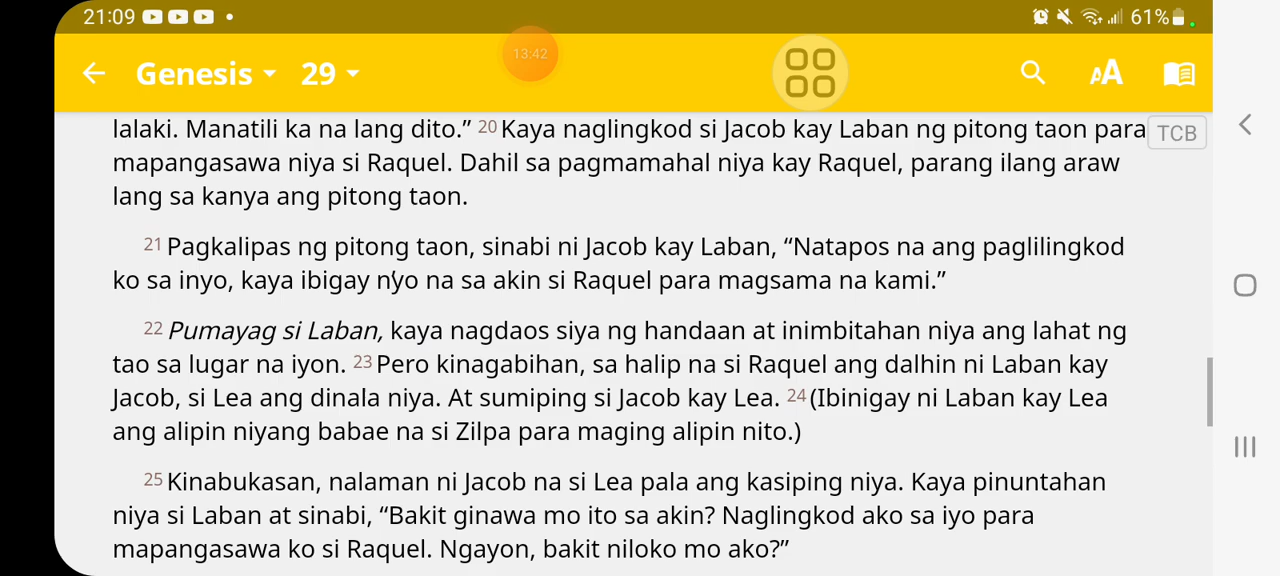 21:09 61%
13:42
Genesis 29
lalaki. Manatili ka na lang dito.” 20 Kaya naglingkod si Jacob kay Laban ng pitong taon para TCB
mapangasawa niya si Raquel. Dahil sa pagmamahal niya kay Raquel, parang ilang araw
lang sa kanya ang pitong taon.
21 Pagkalipas ng pitong taon, sinabi ni Jacob kay Laban, “Natapos na ang paglilingkod
ko sa inyo, kaya ibigay nʼyo na sa akin si Raquel para magsama na kami.”
22 Pumayag si Laban, kaya nagdaos siya ng handaan at inimbitahan niya ang lahat ng
tao sa lugar na iyon. 23 Pero kinagabihan, sa halip na si Raquel ang dalhin ni Laban kay
Jacob, si Lea ang dinala niya. At sumiping si Jacob kay Lea. 24 (Ibinigay ni Laban kay Lea
ang alipin niyang babae na si Zilpa para maging alipin nito.)
25 Kinabukasan, nalaman ni Jacob na si Lea pala ang kasiping niya. Kaya pinuntahan
niya si Laban at sinabi, “Bakit ginawa mo ito sa akin? Naglingkod ako sa iyo para
mapangasawa ko si Raquel. Ngayon, bakit niloko mo ako?”